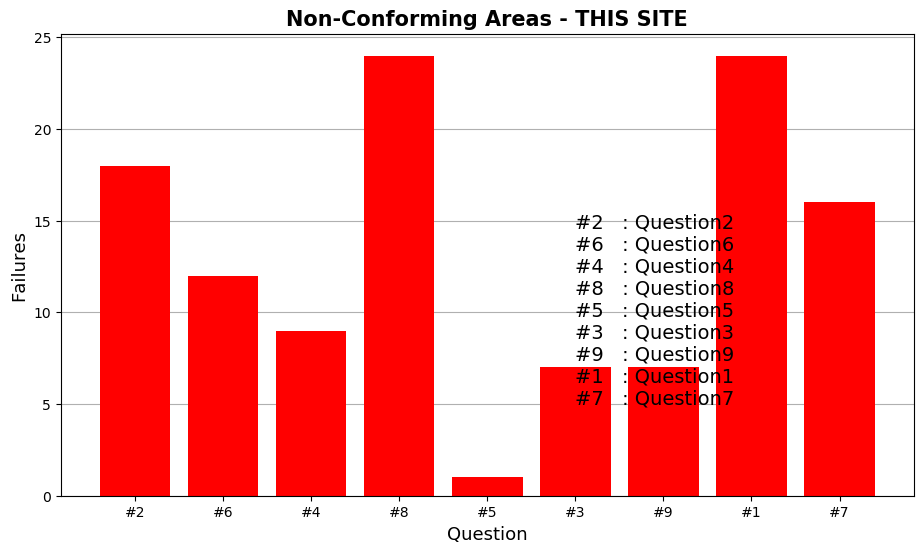 Non-Conforming Areas - THIS SITE
25
20
15
10
5
0
Failures
#2 : Question2
#6 : Question6
#4 : Question4
#8 : Question8
#5 : Question5
#3 : Question3
#9 : Question9
#1 : Question1
#7 : Question7
#2 #6 #4 #8 #5 #3 #9 #1 #7
Question